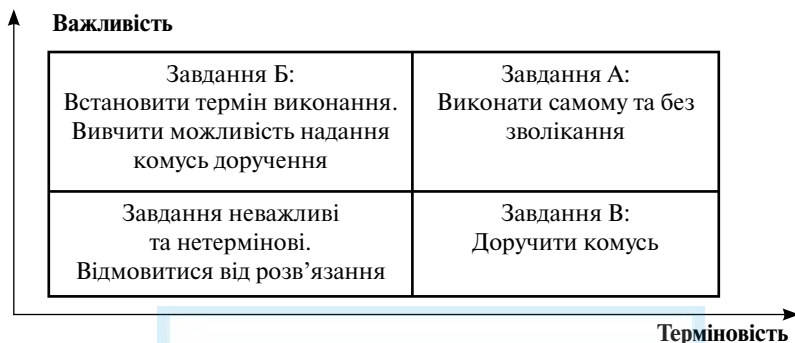 Важливість
Завдання Б:
Встановити термін виконання.
Вивчити можливість надання
комусь доручення
Завдання А:
Виконати самому та без
зволікання
Завдання неважливі
та нетермінові.
Відмовитися від розв’язання
Завдання В:
Доручити комусь
Терміновість